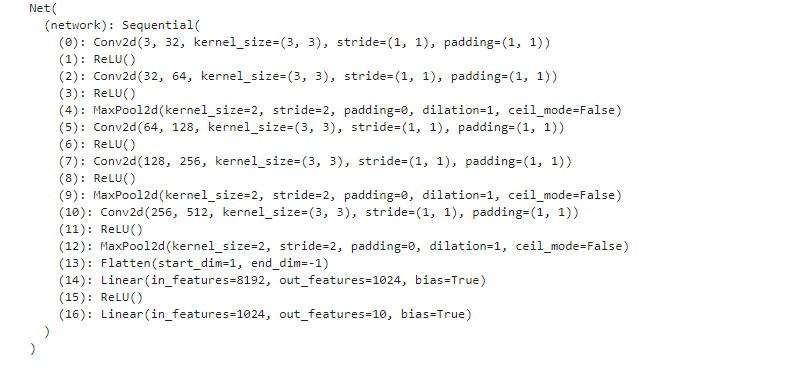 Net(
  (network): Sequential(
    (0): Conv2d(3, 32, kernel_size=(3, 3), stride=(1, 1), padding=(1, 1))
    (1): ReLU()
    (2): Conv2d(32, 64, kernel_size=(3, 3), stride=(1, 1), padding=(1, 1))
    (3): ReLU()
    (4): MaxPool2d(kernel_size=2, stride=2, padding=0, dilation=1, ceil_mode=False)
    (5): Conv2d(64, 128, kernel_size=(3, 3), stride=(1, 1), padding=(1, 1))
    (6): ReLU()
    (7): Conv2d(128, 256, kernel_size=(3, 3), stride=(1, 1), padding=(1, 1))
    (8): ReLU()
    (9): MaxPool2d(kernel_size=2, stride=2, padding=0, dilation=1, ceil_mode=False)
    (10): Conv2d(256, 512, kernel_size=(3, 3), stride=(1, 1), padding=(1, 1))
    (11): ReLU()
    (12): MaxPool2d(kernel_size=2, stride=2, padding=0, dilation=1, ceil_mode=False)
    (13): Flatten(start_dim=1, end_dim=-1)
    (14): Linear(in_features=8192, out_features=1024, bias=True)
    (15): ReLU()
    (16): Linear(in_features=1024, out_features=10, bias=True)
  )
)